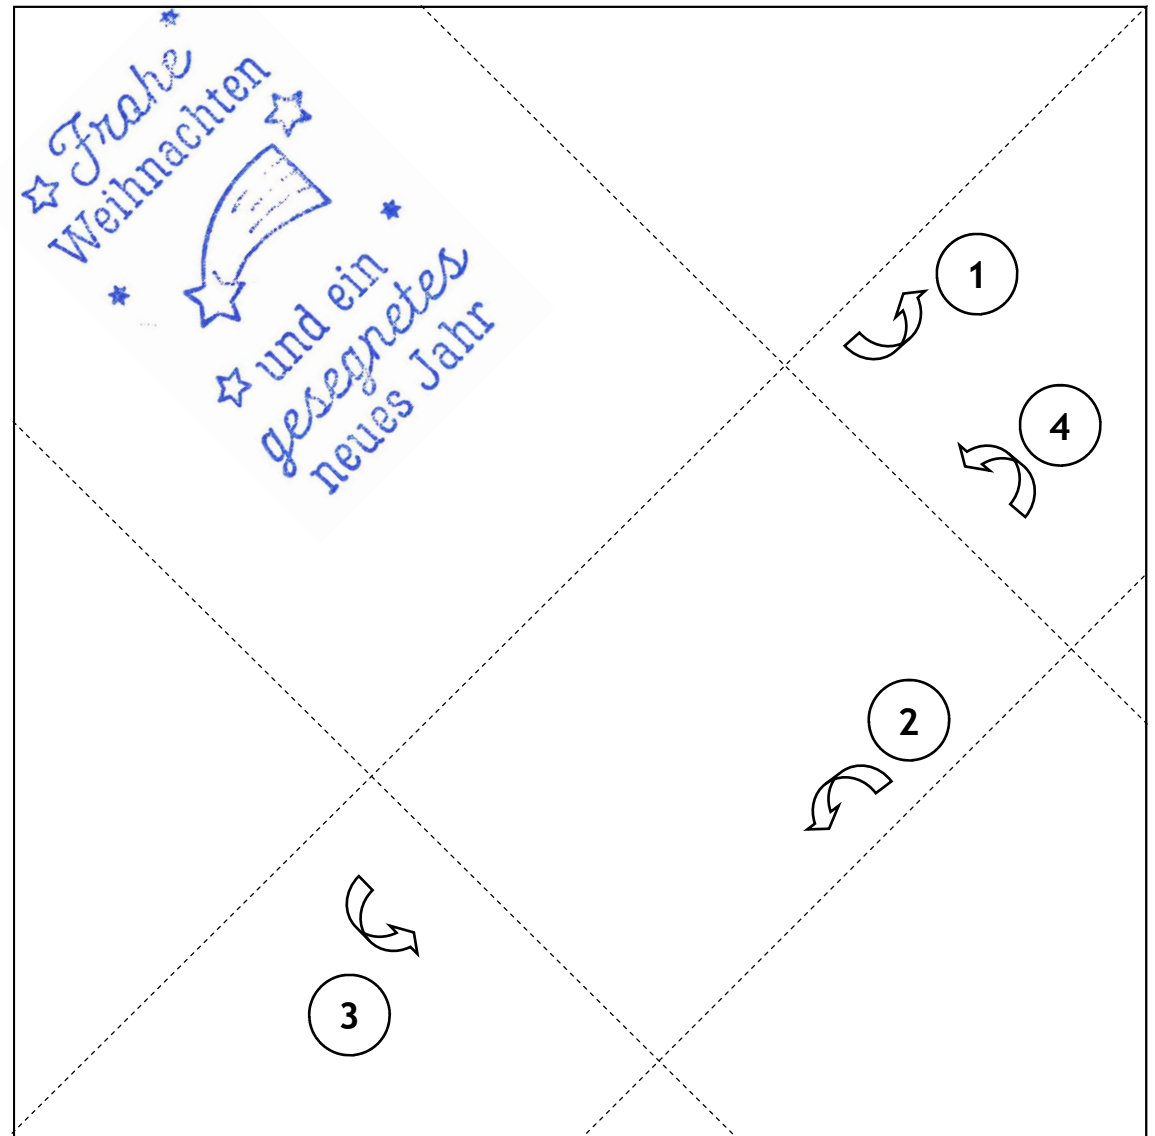 Frohe
Weihnachten
und ein
gesegnetes
neues Jahr
1
4
2
3